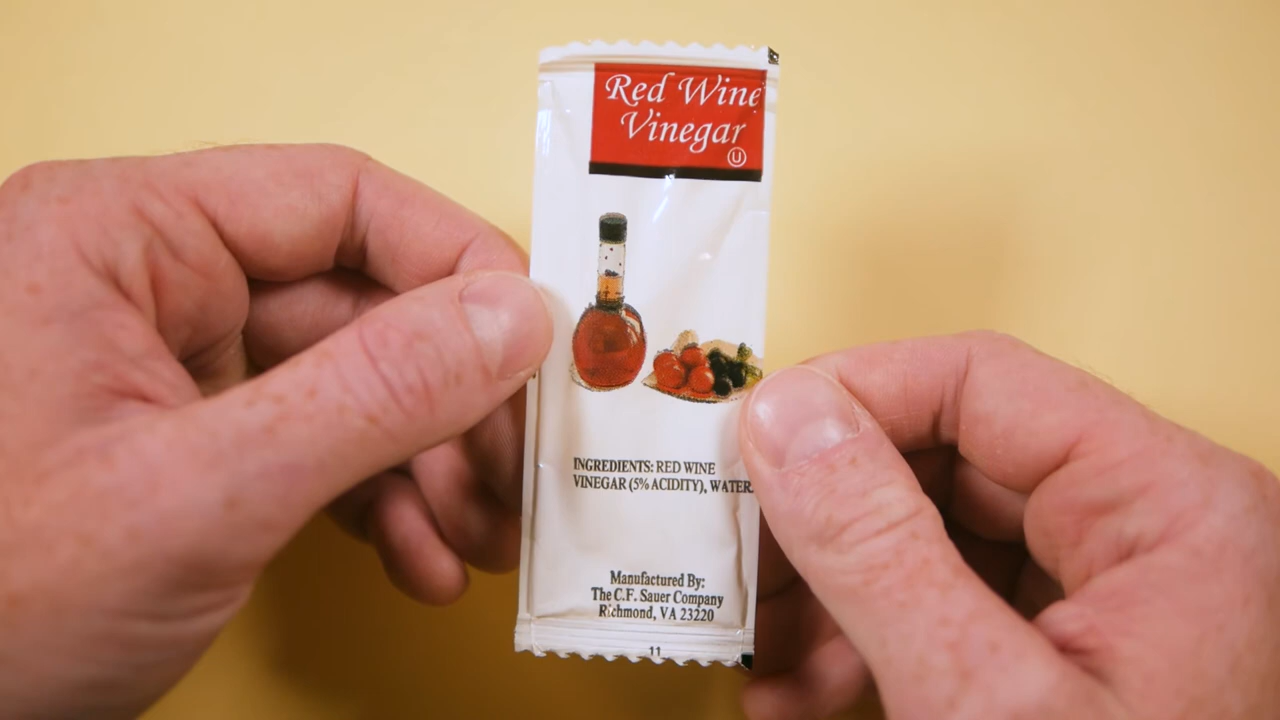 Red Wine
Vinegar
U
INGREDIENTS: RED WINE
VINEGAR (5% ACIDITY), WATER.
Manufactured By:
The C.F. Sauer Company
Richmond, VA 23220
11